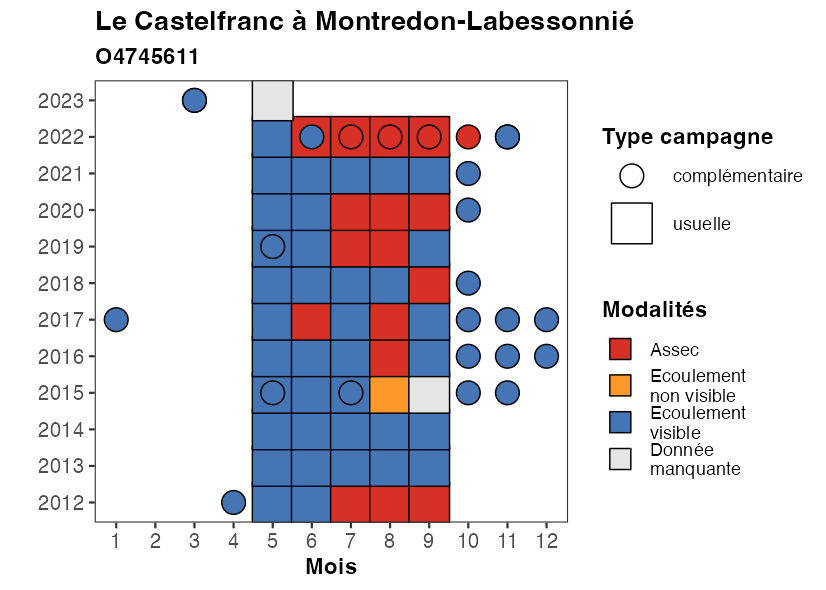 Le Castelfranc à Montredon-Labessonnié
O4745611
2023
2022
2021
2020
2019
2018
2017
2016
2015
2014
2013
2012
1 2 3 4 5 6 7 8 9 10 11 12
Mois
Type campagne
complémentaire
usuelle
Modalités
Assec
Ecoulement
non visible
Ecoulement
visible
Donnée
manquante